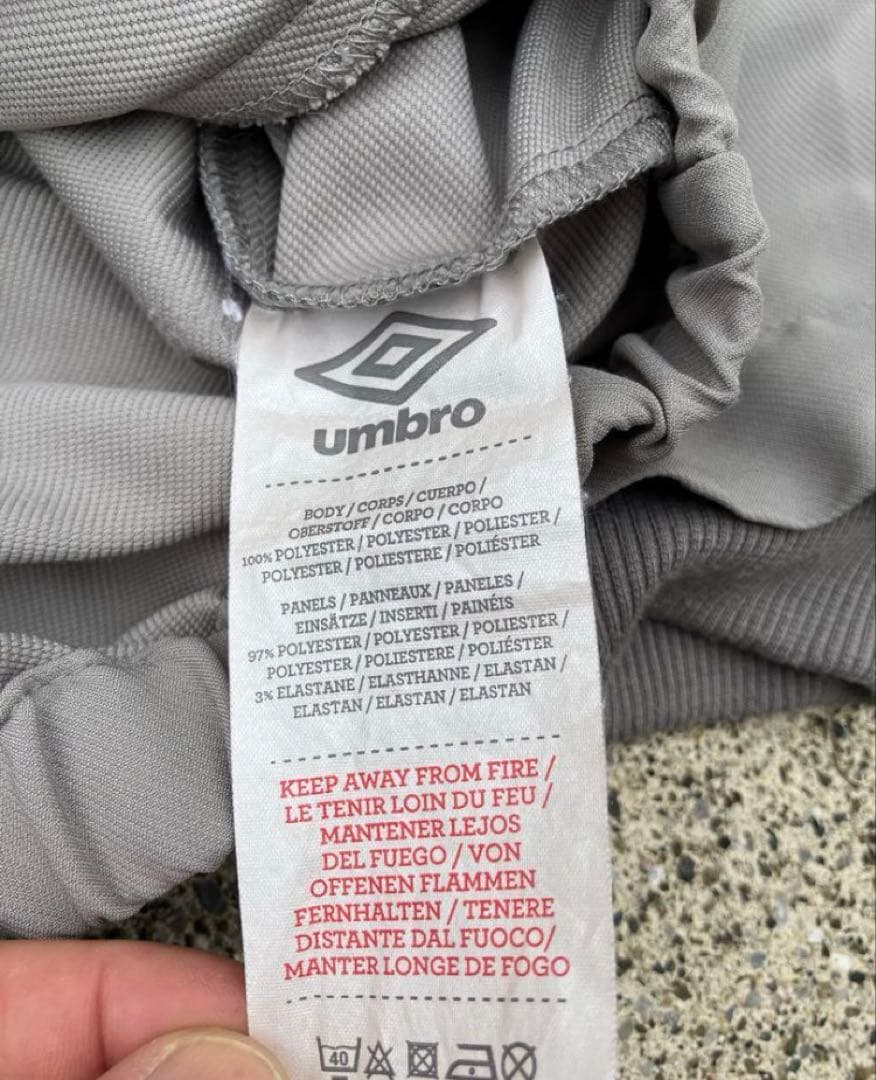 umbro
BODY / CORPS / CUERPO /
OBERSTOFF / CORPO / CORPO
100% POLYESTER / POLYESTER / POLIESTER /
POLYESTER / POLIESTERE / POLIÉSTER
PANELS / PANNEAUX / PANELES /
EINSÄTZE / INSERTI / PAINÉIS
97% POLYESTER / POLYESTER / POLIESTER /
POLYESTER / POLIESTERE / POLIÉSTER
3% ELASTANE / ELASTHANNE / ELASTAN /
ELASTAN / ELASTAN / ELASTAN
KEEP AWAY FROM FIRE /
LE TENIR LOIN DU FEU /
MANTENER LEJOS
DEL FUEGO / VON
OFFENEN FLAMMEN
FERNHALTEN / TENERE
DISTANTE DAL FUOCO/
MANTER LONGE DE FOGO
40